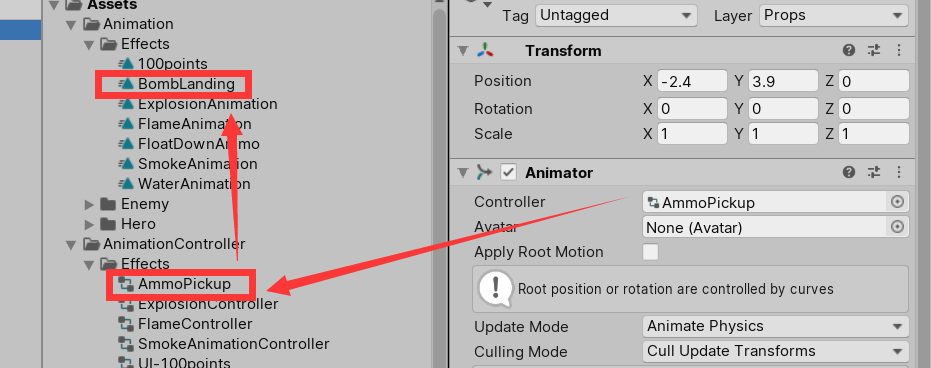 Assets
Animation
Effects
100points
BombLanding
ExplosionAnimation
FlameAnimation
FloatDownAmmo
SmokeAnimation
WaterAnimation
Enemy
Hero
AnimationController
Effects
AmmoPickup
ExplosionController
FlameController
SmokeAnimationController
UI-100points
Tag Untagged Layer Props
Transform
Position X -2.4 Y 3.9 Z 0
Rotation X 0 Y 0 Z 0
Scale X 1 Y 1 Z 1
Animator
Controller AmmoPickup
Avatar None (Avatar)
Apply Root Motion
Root position or rotation are controlled by curves
Update Mode Animate Physics
Culling Mode Cull Update Transforms